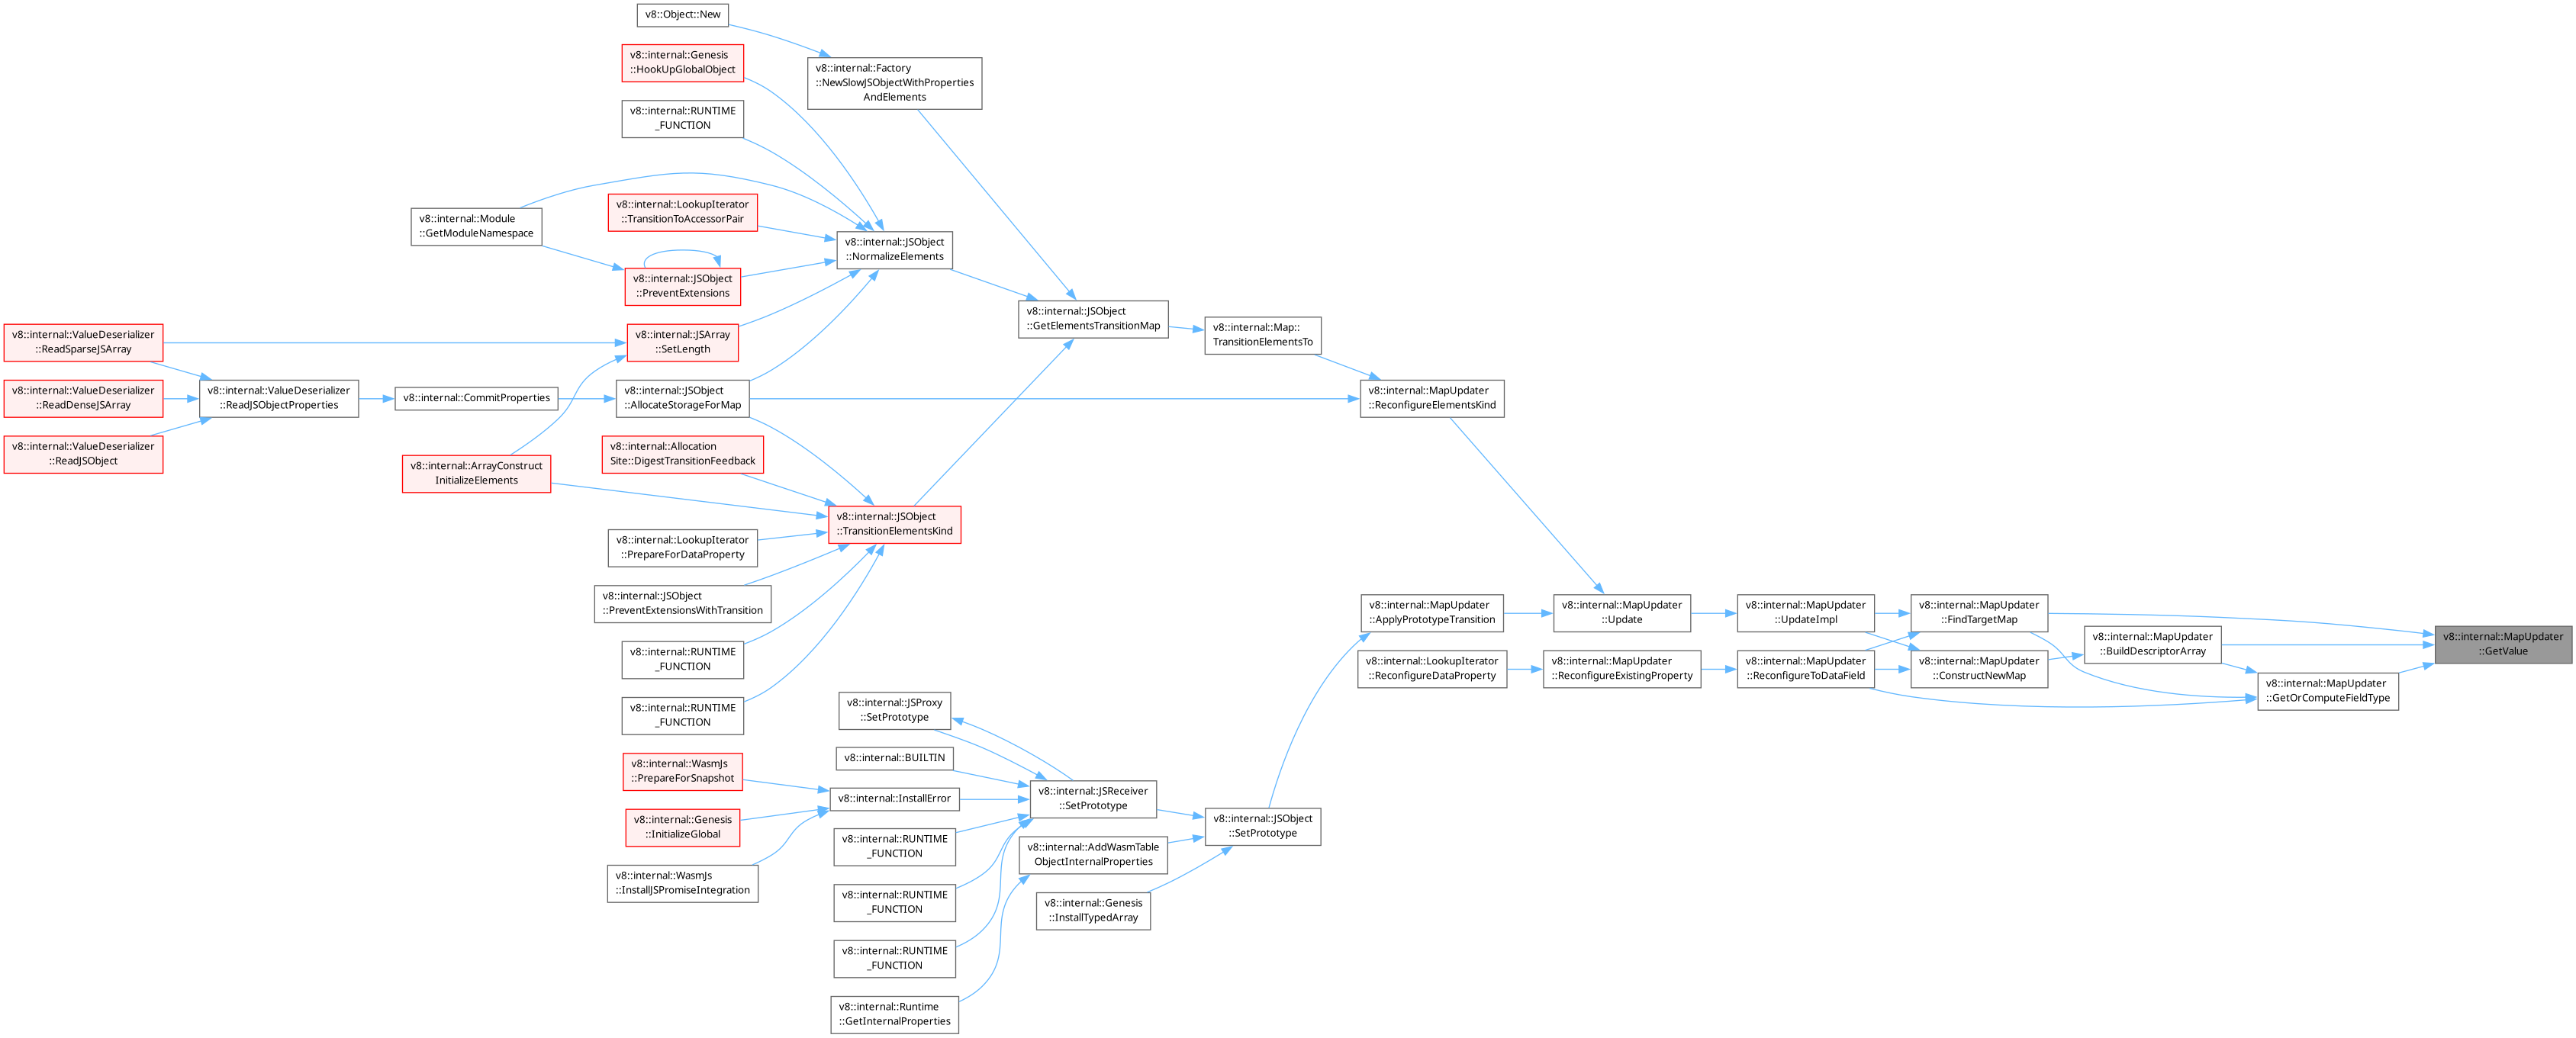 v8::Object::New
v8::internal::Genesis
::HookUpGlobalObject
v8::internal::Factory
::NewSlowJSObjectWithProperties
AndElements
v8::internal::RUNTIME
_FUNCTION
v8::internal::LookupIterator
::TransitionToAccessorPair
v8::internal::Module
::GetModuleNamespace
v8::internal::JSObject
::NormalizeElements
v8::internal::JSObject
::PreventExtensions
v8::internal::JSObject
::GetElementsTransitionMap
v8::internal::Map::
TransitionElementsTo
v8::internal::ValueDeserializer
::ReadSparseJSArray
v8::internal::JSArray
::SetLength
v8::internal::ValueDeserializer
::ReadDenseJSArray
v8::internal::ValueDeserializer
::ReadJSObjectProperties
v8::internal::CommitProperties
v8::internal::JSObject
::AllocateStorageForMap
v8::internal::MapUpdater
::ReconfigureElementsKind
v8::internal::ValueDeserializer
::ReadJSObject
v8::internal::ArrayConstruct
InitializeElements
v8::internal::Allocation
Site::DigestTransitionFeedback
v8::internal::JSObject
::TransitionElementsKind
v8::internal::LookupIterator
::PrepareForDataProperty
v8::internal::JSObject
::PreventExtensionsWithTransition
v8::internal::RUNTIME
_FUNCTION
v8::internal::RUNTIME
_FUNCTION
v8::internal::MapUpdater
::ApplyPrototypeTransition
v8::internal::MapUpdater
::Update
v8::internal::MapUpdater
::UpdateImpl
v8::internal::MapUpdater
::FindTargetMap
v8::internal::MapUpdater
::BuildDescriptorArray
v8::internal::MapUpdater
::GetValue
v8::internal::LookupIterator
::ReconfigureDataProperty
v8::internal::MapUpdater
::ReconfigureExistingProperty
v8::internal::MapUpdater
::ReconfigureToDataField
v8::internal::MapUpdater
::ConstructNewMap
v8::internal::MapUpdater
::GetOrComputeFieldType
v8::internal::JSProxy
::SetPrototype
v8::internal::BUILTIN
v8::internal::WasmJs
::PrepareForSnapshot
v8::internal::InstallError
v8::internal::JSReceiver
::SetPrototype
v8::internal::JSObject
::SetPrototype
v8::internal::Genesis
::InitializeGlobal
v8::internal::RUNTIME
_FUNCTION
v8::internal::AddWasmTable
ObjectInternalProperties
v8::internal::WasmJs
::InstallJSPromiseIntegration
v8::internal::RUNTIME
_FUNCTION
v8::internal::Genesis
::InstallTypedArray
v8::internal::RUNTIME
_FUNCTION
v8::internal::Runtime
::GetInternalProperties